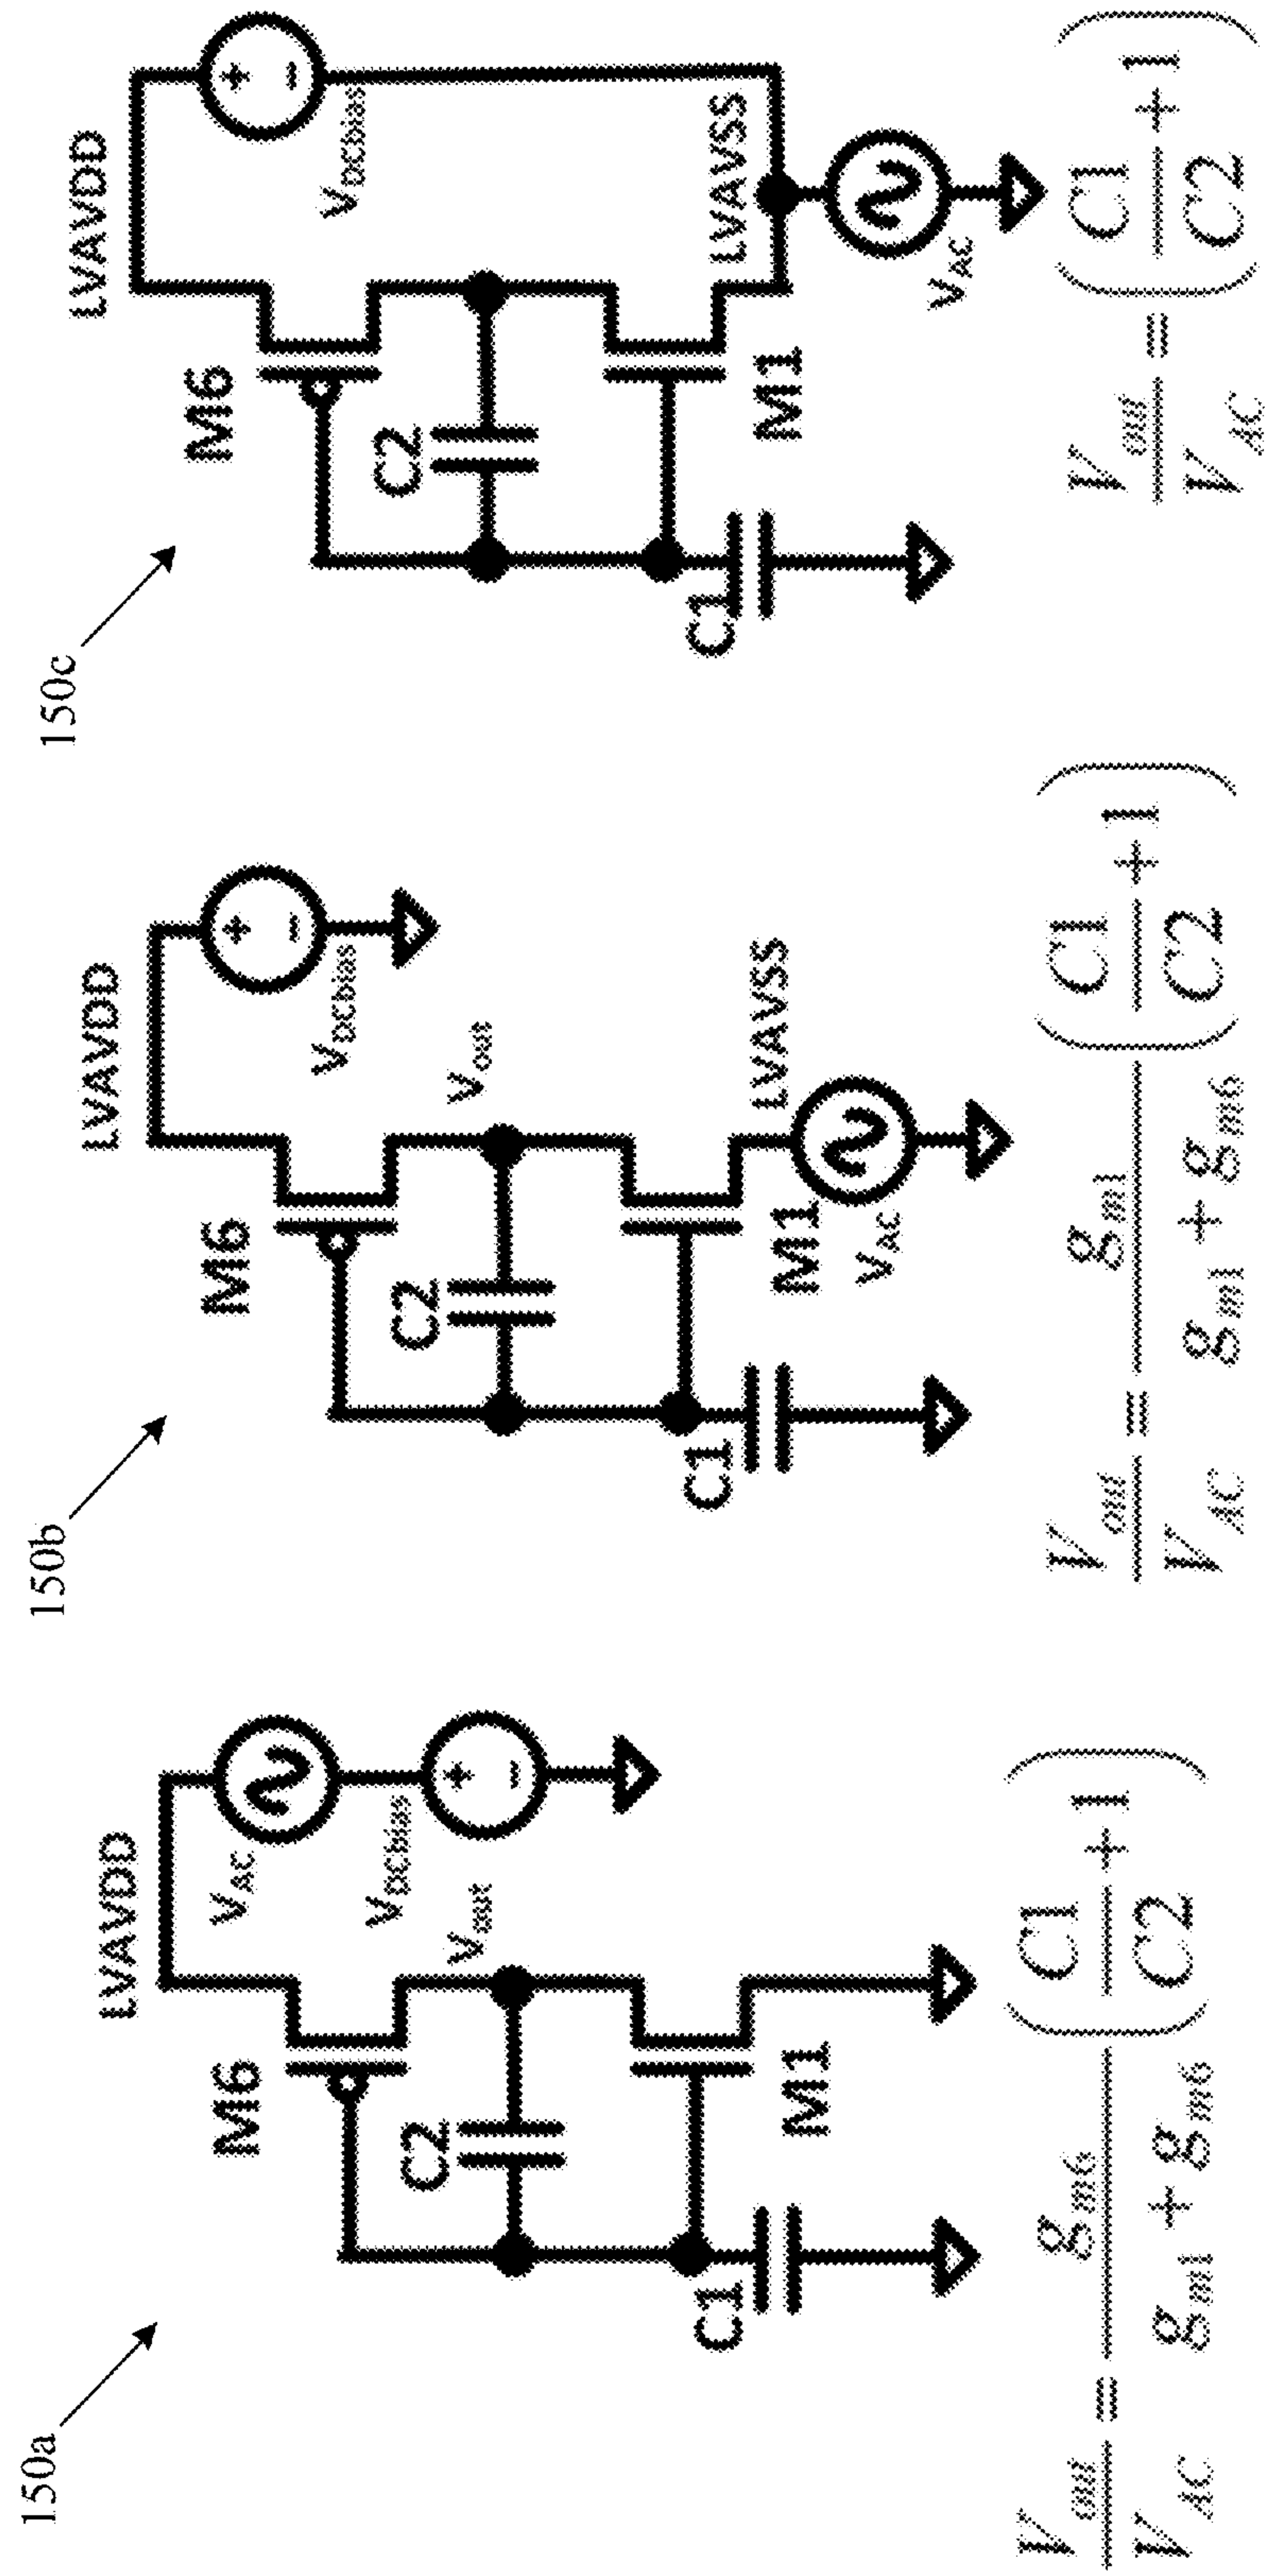 150a
LVAVDD
M6
V_AC
V_DCbias
V_out
C2
M1
C1
V_out / V_AC = g_m6 / (g_m1 + g_m6) (C1 / C2 + 1)
150b
LVAVDD
M6
V_DCbias
V_out
C2
LVAVSS
M1
V_AC
C1
V_out / V_AC = g_m1 / (g_m1 + g_m6) (C1 / C2 + 1)
150c
LVAVDD
M6
V_DCbias
C2
LVAVSS
M1
V_AC
C1
V_out / V_AC = (C1 / C2 + 1)